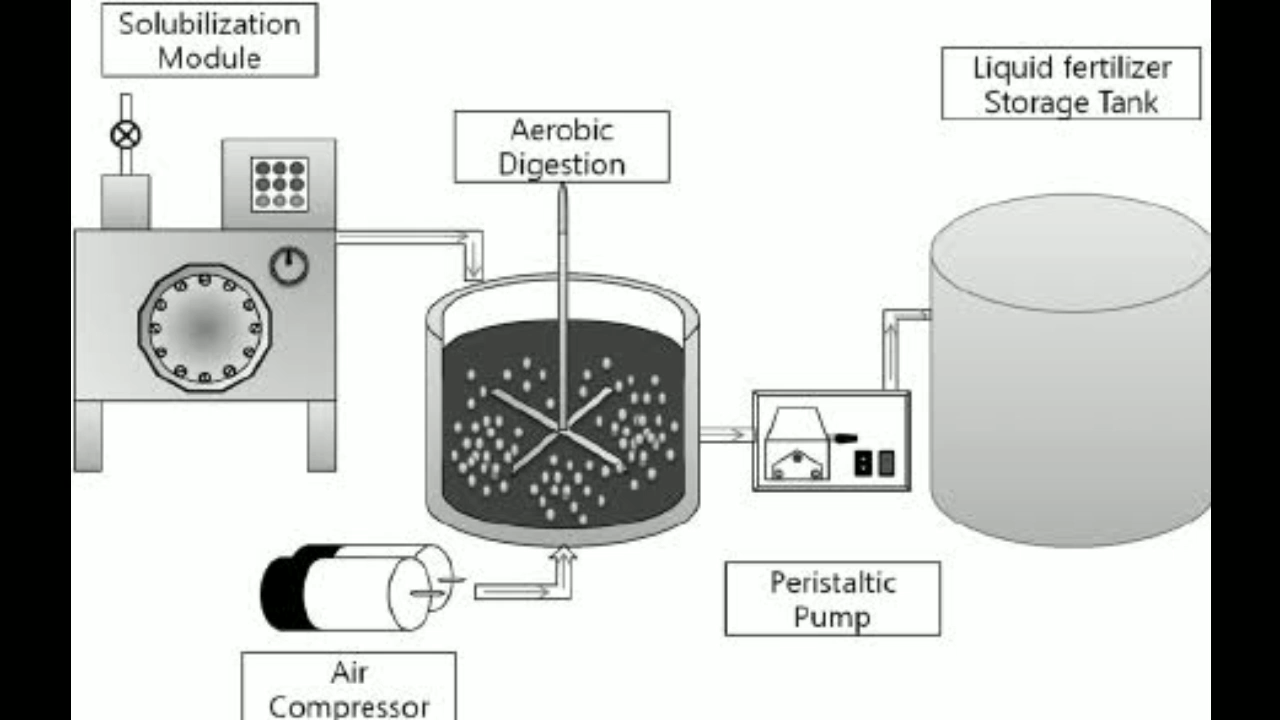 Solubilization
Module
Aerobic
Digestion
Liquid fertilizer
Storage Tank
Peristaltic
Pump
Air
Compressor